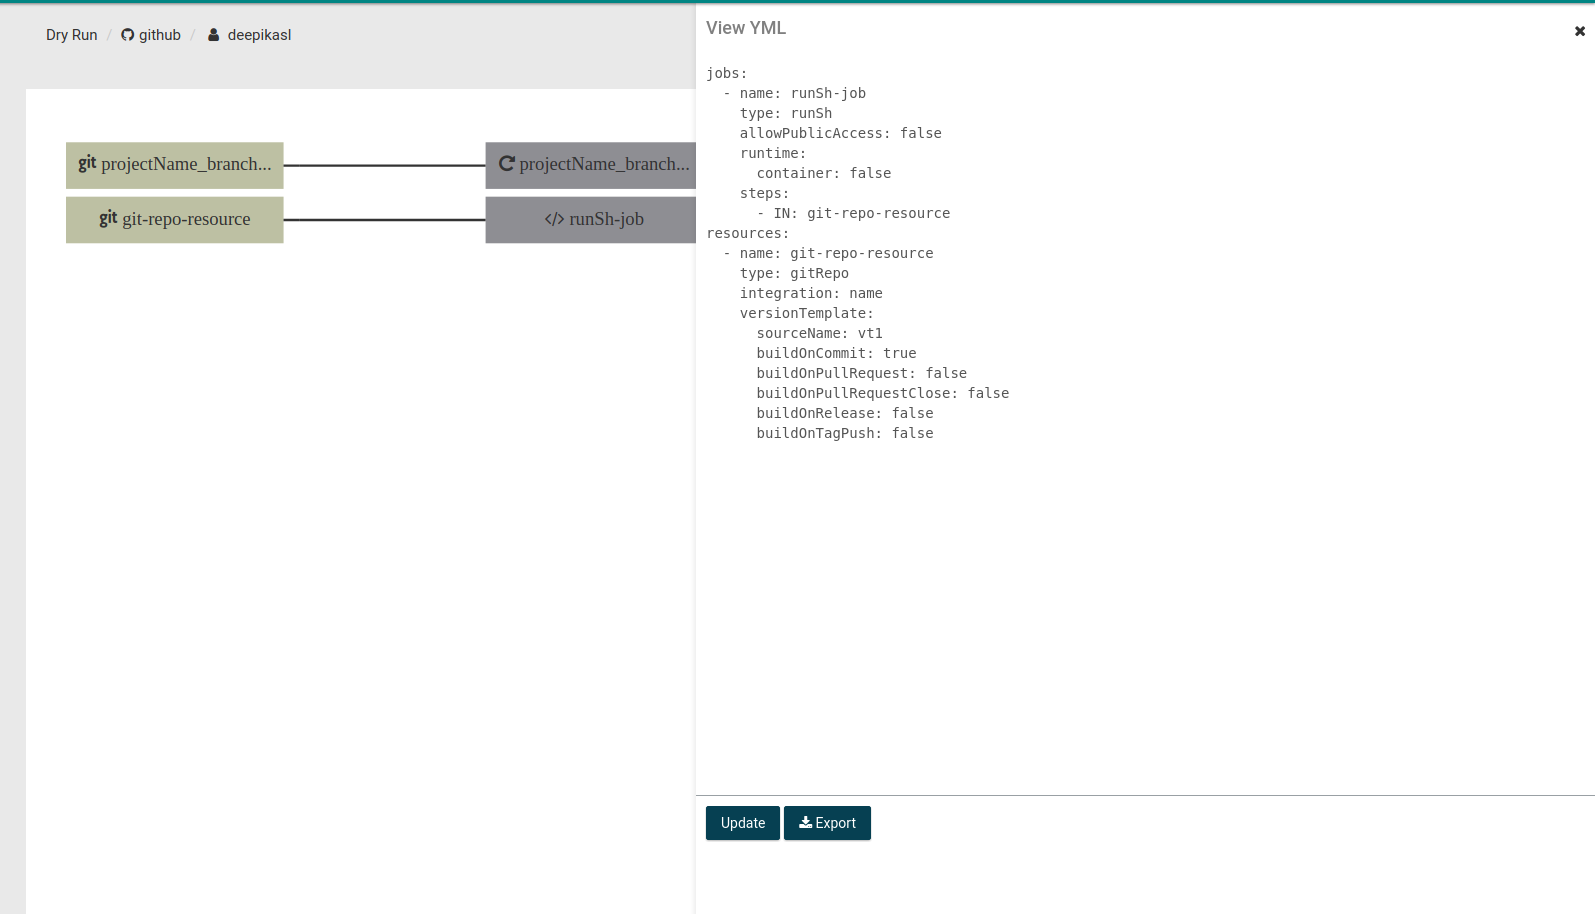 Dry Run / github / deepikasl
git projectName_branch...
projectName_branch...
git git-repo-resource
</> runSh-job
View YML
jobs:
  - name: runSh-job
    type: runSh
    allowPublicAccess: false
    runtime:
      container: false
    steps:
      - IN: git-repo-resource
resources:
  - name: git-repo-resource
    type: gitRepo
    integration: name
    versionTemplate:
      sourceName: vt1
      buildOnCommit: true
      buildOnPullRequest: false
      buildOnPullRequestClose: false
      buildOnRelease: false
      buildOnTagPush: false
Update
Export